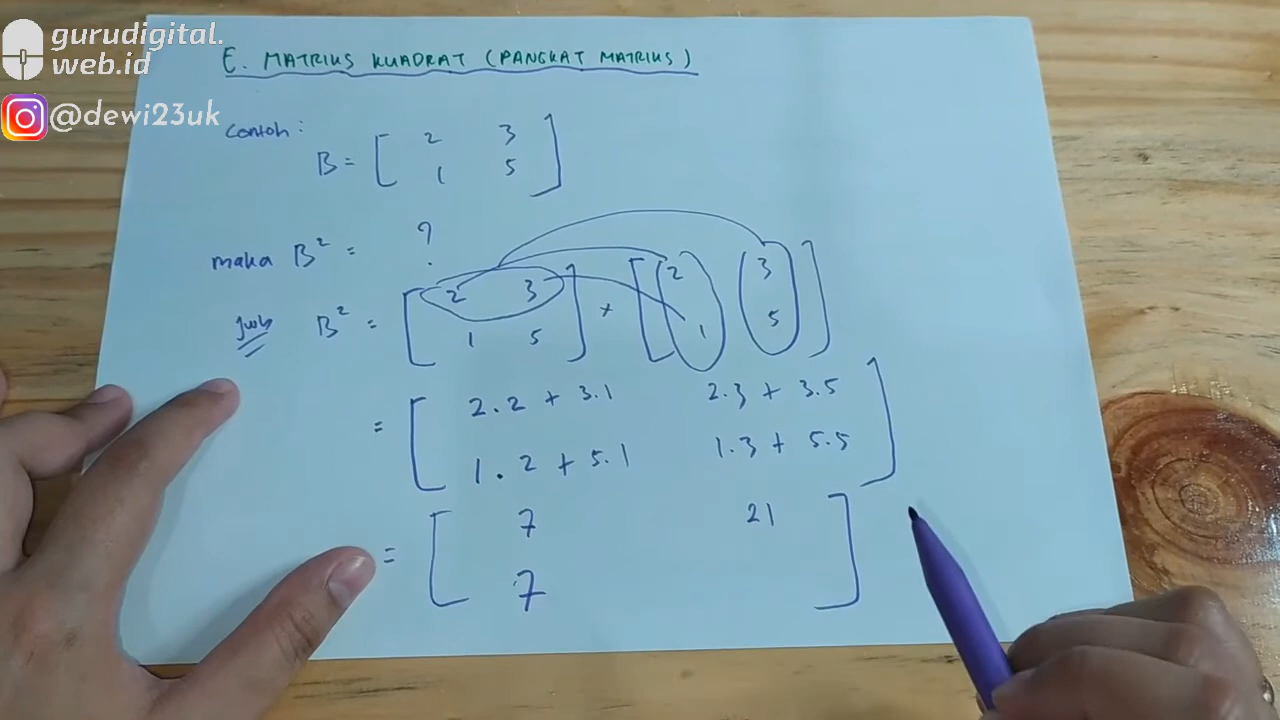 gurudigital.
web.id
@dewi23uk
E. MATRIKS KUADRAT (PANGKAT MATRIKS)
Contoh :
B = [ 2 3
1 5 ]
maka B² = ?
Jwb B² = [ 2 3 ] × [ 2 3 ]
1 5 1 5
= [ 2.2 + 3.1 2.3 + 3.5
1.2 + 5.1 1.3 + 5.5 ]
= [ 7 21
7 ]